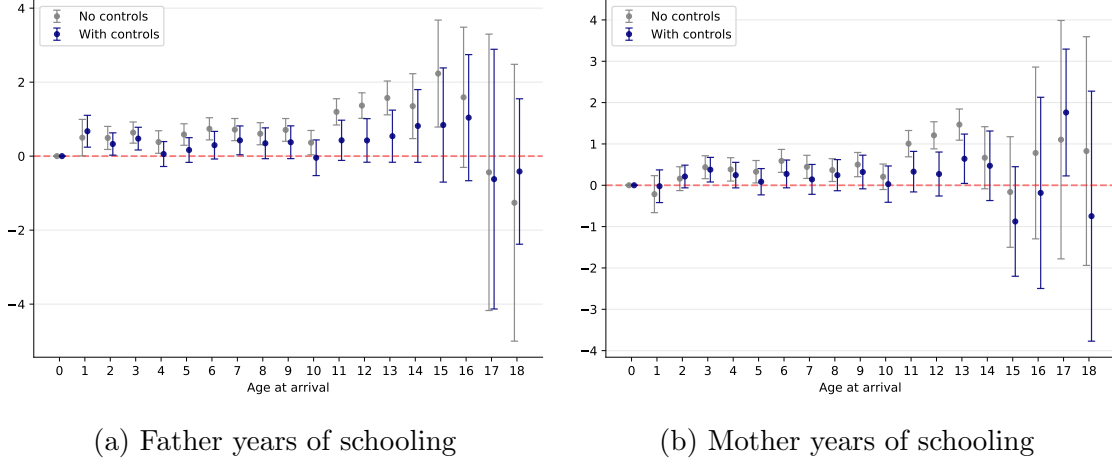 No controls
With controls
4
2
0
−2
−4
0 1 2 3 4 5 6 7 8 9 10 11 12 13 14 15 16 17 18
Age at arrival
(a) Father years of schooling
No controls
With controls
4
3
2
1
0
−1
−2
−3
−4
0 1 2 3 4 5 6 7 8 9 10 11 12 13 14 15 16 17 18
Age at arrival
(b) Mother years of schooling